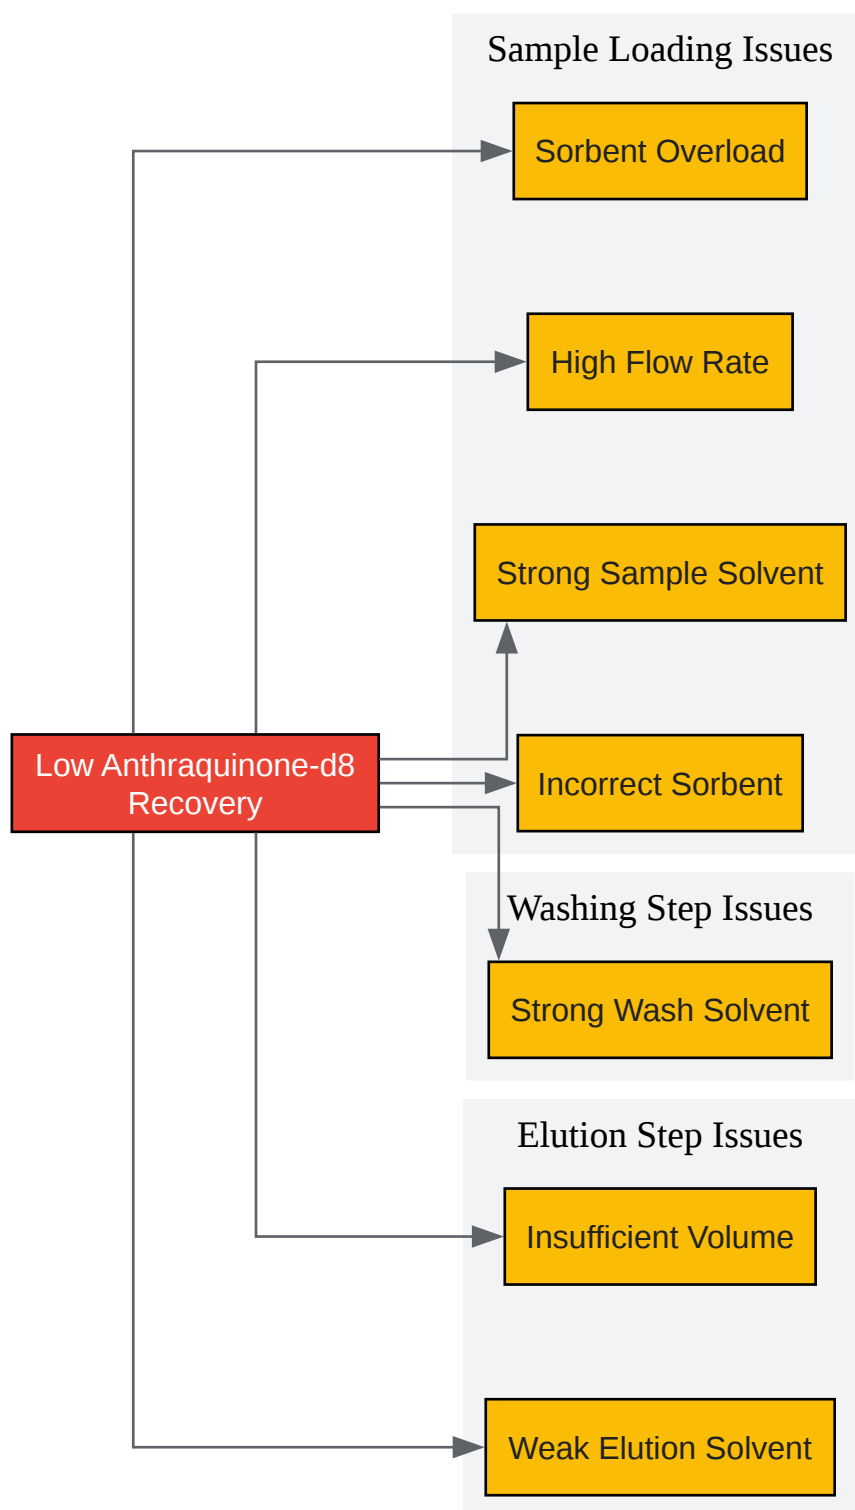 Sample Loading Issues
Sorbent Overload
High Flow Rate
Strong Sample Solvent
Low Anthraquinone-d8
Recovery
Incorrect Sorbent
Washing Step Issues
Strong Wash Solvent
Elution Step Issues
Insufficient Volume
Weak Elution Solvent